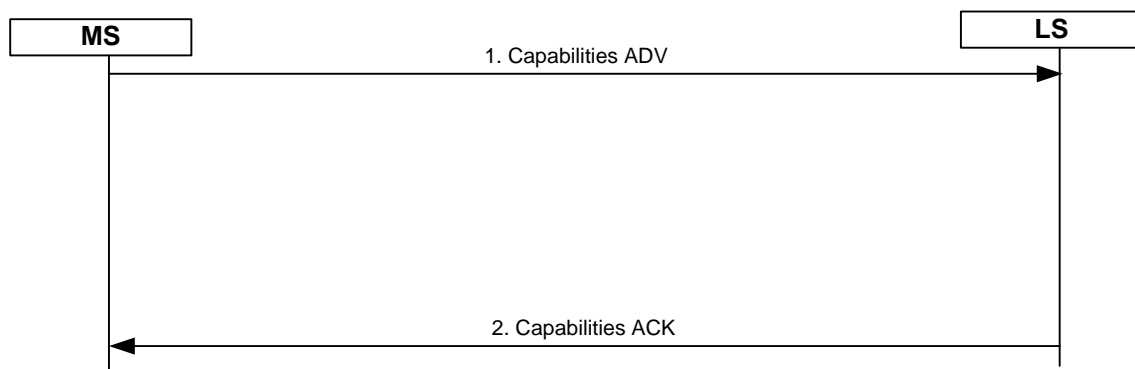 MS
LS
1. Capabilities ADV
2. Capabilities ACK